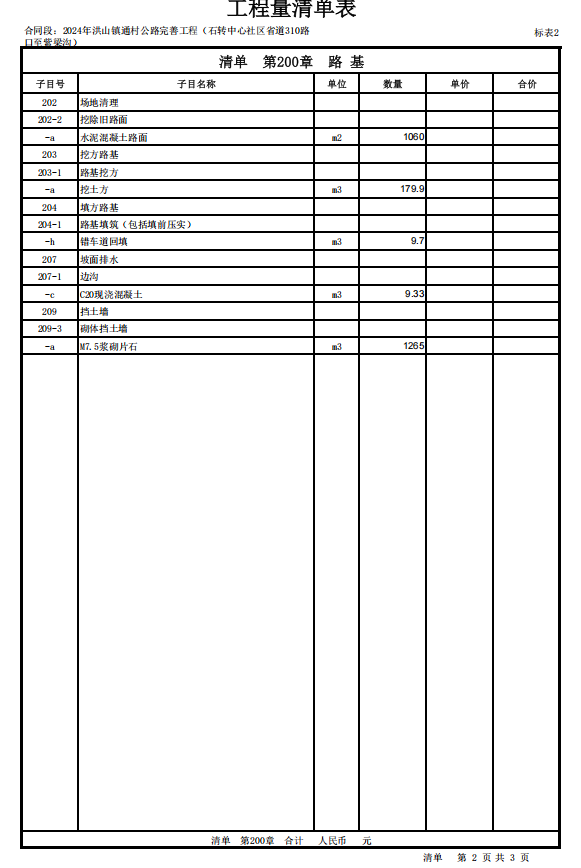 工程量清单表
合同段：2024年洪山镇通村公路完善工程（石转中心社区省道310路
口至紫梁沟）
标表2
清单 第200章 路 基
子目号 子目名称 单位 数量 单价 合价
202 场地清理
202-2 挖除旧路面
-a 水泥混凝土路面 m2 1060
203 挖方路基
203-1 路基挖方
-a 挖土方 m3 179.9
204 填方路基
204-1 路基填筑（包括填前压实）
-h 错车道回填 m3 9.7
207 坡面排水
207-1 边沟
-c C20现浇混凝土 m3 9.33
209 挡土墙
209-3 砌体挡土墙
-a M7.5浆砌片石 m3 1265
清单 第200章 合计 人民币 元
清单 第 2 页 共 3 页